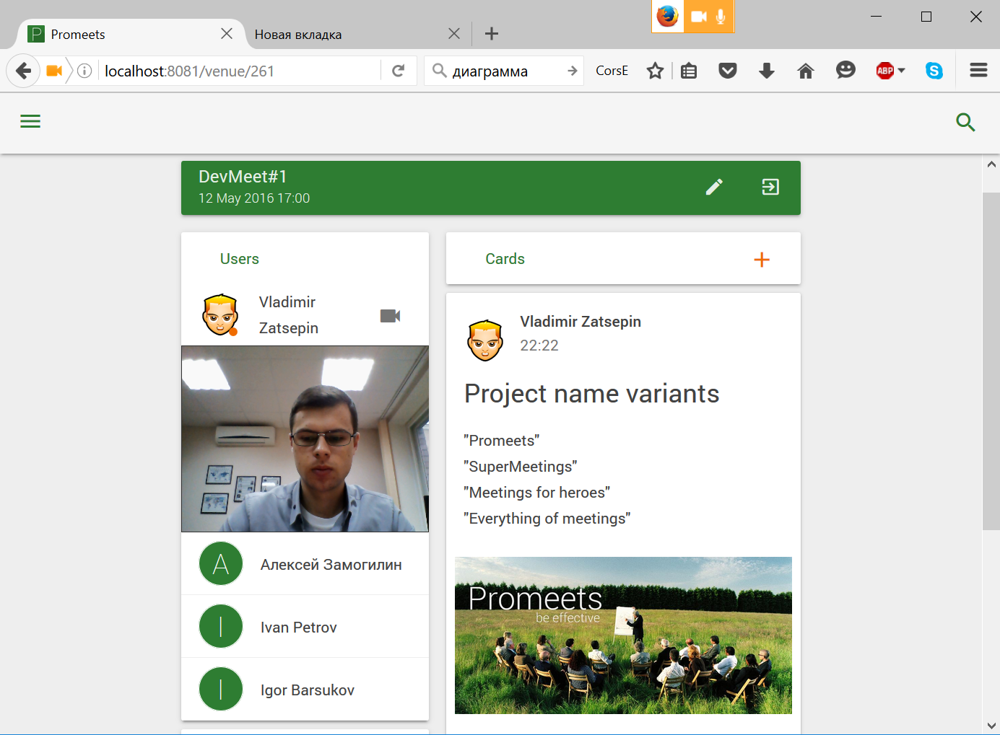 Promeets
Новая вкладка
localhost:8081/venue/261
диаграмма
CorsE
ABP
DevMeet#1
12 May 2016 17:00
Users
Cards
Vladimir
Zatsepin
Vladimir Zatsepin
22:22
Project name variants
"Promeets"
"SuperMeetings"
"Meetings for heroes"
"Everything of meetings"
А
Алексей Замогилин
I
Ivan Petrov
I
Igor Barsukov
Promeets
be effective